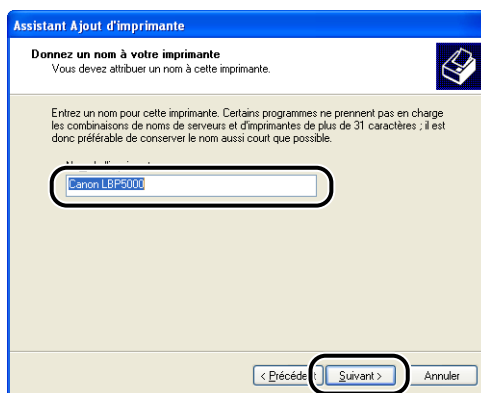 Assistant Ajout d'imprimante
Donnez un nom à votre imprimante
Vous devez attribuer un nom à cette imprimante.
Entrez un nom pour cette imprimante. Certains programmes ne prennent pas en charge
les combinaisons de noms de serveurs et d'imprimantes de plus de 31 caractères ; il est
donc préférable de conserver le nom aussi court que possible.
Canon LBP5000
< Précéde
Suivant >
Annuler